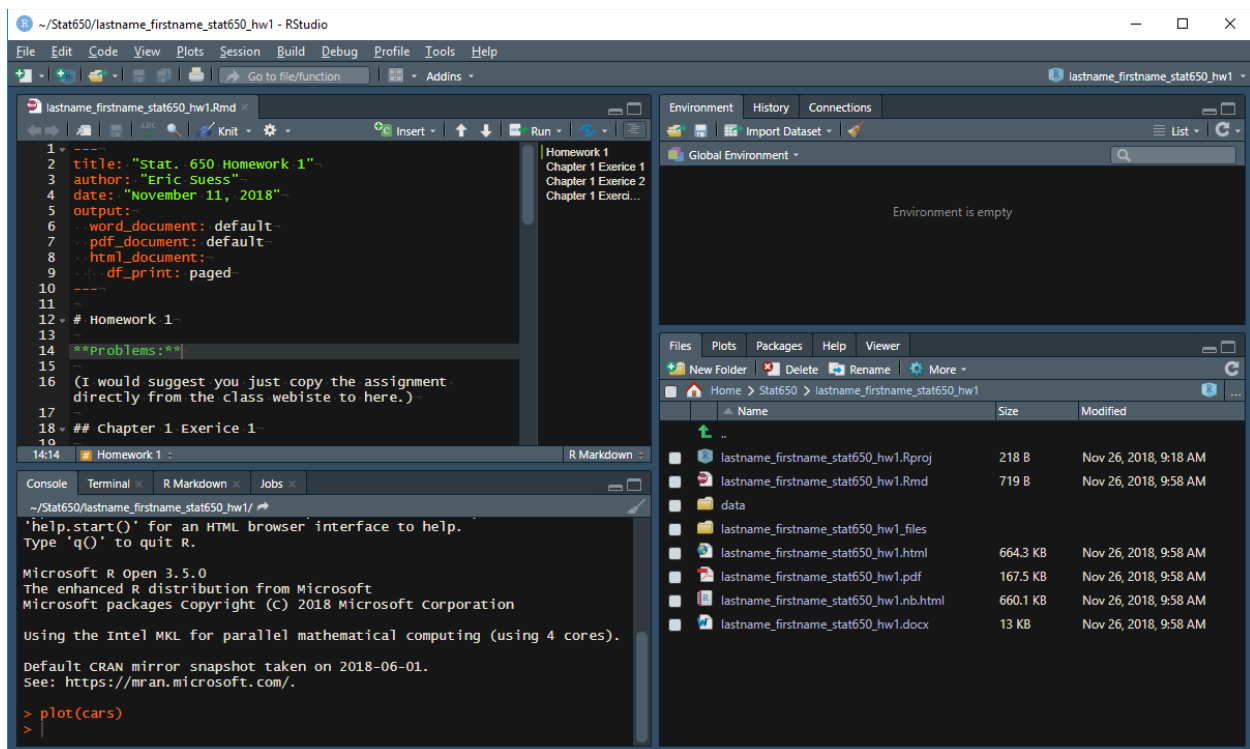 ~/Stat650/lastname_firstname_stat650_hw1 - RStudio
File Edit Code View Plots Session Build Debug Profile Tools Help
Go to file/function Addins lastname_firstname_stat650_hw1
lastname_firstname_stat650_hw1.Rmd
ABC Knit Insert Run
1 ---
2 title: "Stat. 650 Homework 1"
3 author: "Eric Suess"
4 date: "November 11, 2018"
5 output:
6 word_document: default
7 pdf_document: default
8 html_document:
9 df_print: paged
10 ---
11
12 # Homework 1
13
14 **Problems:**
15
16 (I would suggest you just copy the assignment
directly from the class webiste to here.)
17
18 ## Chapter 1 Exerice 1
19
Homework 1
Chapter 1 Exerice 1
Chapter 1 Exerice 2
Chapter 1 Exerci...
14:14 # Homework 1 R Markdown
Console Terminal R Markdown Jobs
~/Stat650/lastname_firstname_stat650_hw1/
'help.start()' for an HTML browser interface to help.
Type 'q()' to quit R.
Microsoft R Open 3.5.0
The enhanced R distribution from Microsoft
Microsoft packages Copyright (C) 2018 Microsoft Corporation
Using the Intel MKL for parallel mathematical computing (using 4 cores).
Default CRAN mirror snapshot taken on 2018-06-01.
See: https://mran.microsoft.com/.
> plot(cars)
>
Environment History Connections
Import Dataset List
Global Environment
Environment is empty
Files Plots Packages Help Viewer
New Folder Delete Rename More
Home > Stat650 > lastname_firstname_stat650_hw1 ...
Name Size Modified
..
lastname_firstname_stat650_hw1.Rproj 218 B Nov 26, 2018, 9:18 AM
lastname_firstname_stat650_hw1.Rmd 719 B Nov 26, 2018, 9:58 AM
data
lastname_firstname_stat650_hw1_files
lastname_firstname_stat650_hw1.html 664.3 KB Nov 26, 2018, 9:58 AM
lastname_firstname_stat650_hw1.pdf 167.5 KB Nov 26, 2018, 9:58 AM
lastname_firstname_stat650_hw1.nb.html 660.1 KB Nov 26, 2018, 9:58 AM
lastname_firstname_stat650_hw1.docx 13 KB Nov 26, 2018, 9:58 AM